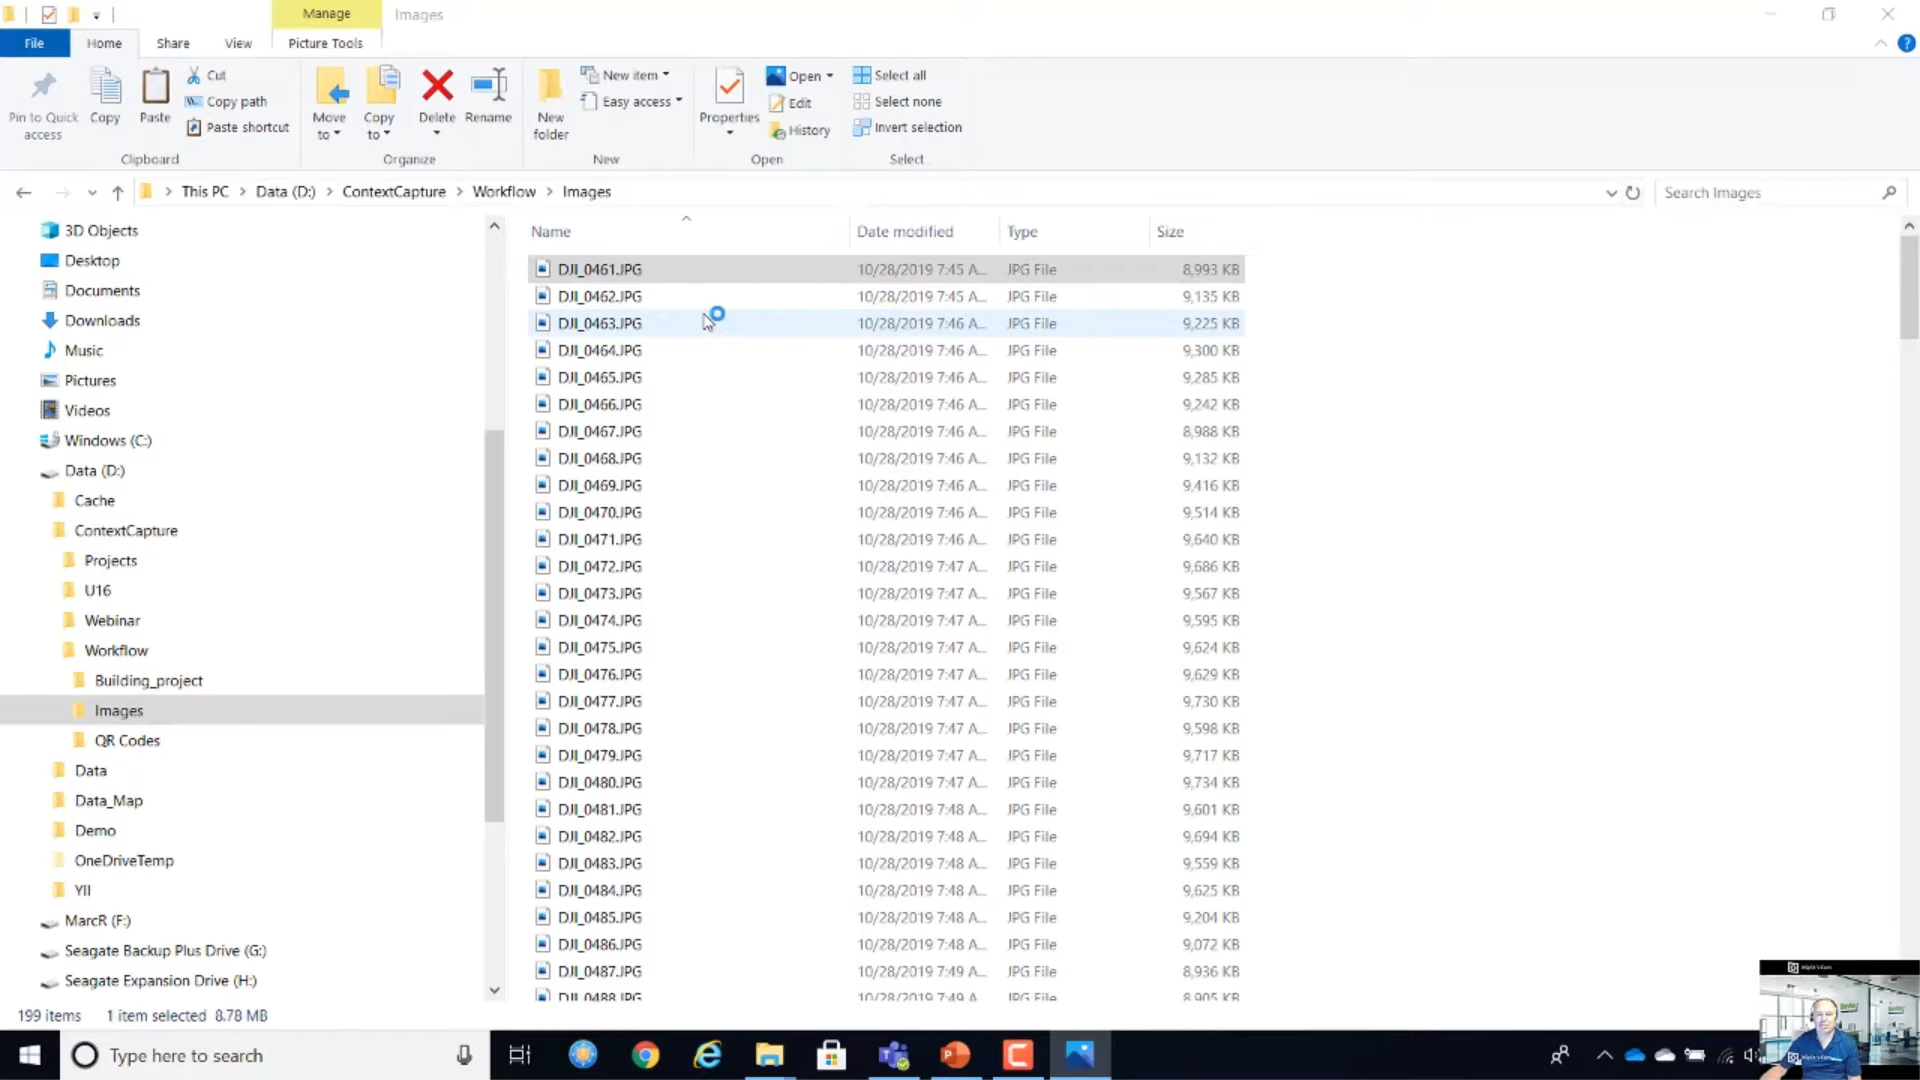 Manage
Images
File
Home
Share
View
Picture Tools
Pin to Quick access
Copy
Paste
Cut
Copy path
Paste shortcut
Clipboard
Move to
Copy to
Delete
Rename
Organize
New folder
New item
Easy access
New
Properties
Open
Edit
History
Open
Select all
Select none
Invert selection
Select
This PC > Data (D:) > ContextCapture > Workflow > Images
Search Images
3D Objects
Desktop
Documents
Downloads
Music
Pictures
Videos
Windows (C:)
Data (D:)
Cache
ContextCapture
Projects
U16
Webinar
Workflow
Building_project
Images
QR Codes
Data
Data_Map
Demo
OneDriveTemp
YII
MarcR (F:)
Seagate Backup Plus Drive (G:)
Seagate Expansion Drive (H:)
Name Date modified Type Size
DJI_0461.JPG 10/28/2019 7:45 A... JPG File 8,993 KB
DJI_0462.JPG 10/28/2019 7:45 A... JPG File 9,135 KB
DJI_0463.JPG 10/28/2019 7:46 A... JPG File 9,225 KB
DJI_0464.JPG 10/28/2019 7:46 A... JPG File 9,300 KB
DJI_0465.JPG 10/28/2019 7:46 A... JPG File 9,285 KB
DJI_0466.JPG 10/28/2019 7:46 A... JPG File 9,242 KB
DJI_0467.JPG 10/28/2019 7:46 A... JPG File 8,988 KB
DJI_0468.JPG 10/28/2019 7:46 A... JPG File 9,132 KB
DJI_0469.JPG 10/28/2019 7:46 A... JPG File 9,416 KB
DJI_0470.JPG 10/28/2019 7:46 A... JPG File 9,514 KB
DJI_0471.JPG 10/28/2019 7:46 A... JPG File 9,640 KB
DJI_0472.JPG 10/28/2019 7:47 A... JPG File 9,686 KB
DJI_0473.JPG 10/28/2019 7:47 A... JPG File 9,567 KB
DJI_0474.JPG 10/28/2019 7:47 A... JPG File 9,595 KB
DJI_0475.JPG 10/28/2019 7:47 A... JPG File 9,624 KB
DJI_0476.JPG 10/28/2019 7:47 A... JPG File 9,629 KB
DJI_0477.JPG 10/28/2019 7:47 A... JPG File 9,730 KB
DJI_0478.JPG 10/28/2019 7:47 A... JPG File 9,598 KB
DJI_0479.JPG 10/28/2019 7:47 A... JPG File 9,717 KB
DJI_0480.JPG 10/28/2019 7:47 A... JPG File 9,734 KB
DJI_0481.JPG 10/28/2019 7:48 A... JPG File 9,601 KB
DJI_0482.JPG 10/28/2019 7:48 A... JPG File 9,694 KB
DJI_0483.JPG 10/28/2019 7:48 A... JPG File 9,559 KB
DJI_0484.JPG 10/28/2019 7:48 A... JPG File 9,625 KB
DJI_0485.JPG 10/28/2019 7:48 A... JPG File 9,204 KB
DJI_0486.JPG 10/28/2019 7:48 A... JPG File 9,072 KB
DJI_0487.JPG 10/28/2019 7:49 A... JPG File 8,936 KB
DJI_0488.JPG 10/28/2019 7:49 A... JPG File 8,905 KB
199 items 1 item selected 8.78 MB
Type here to search